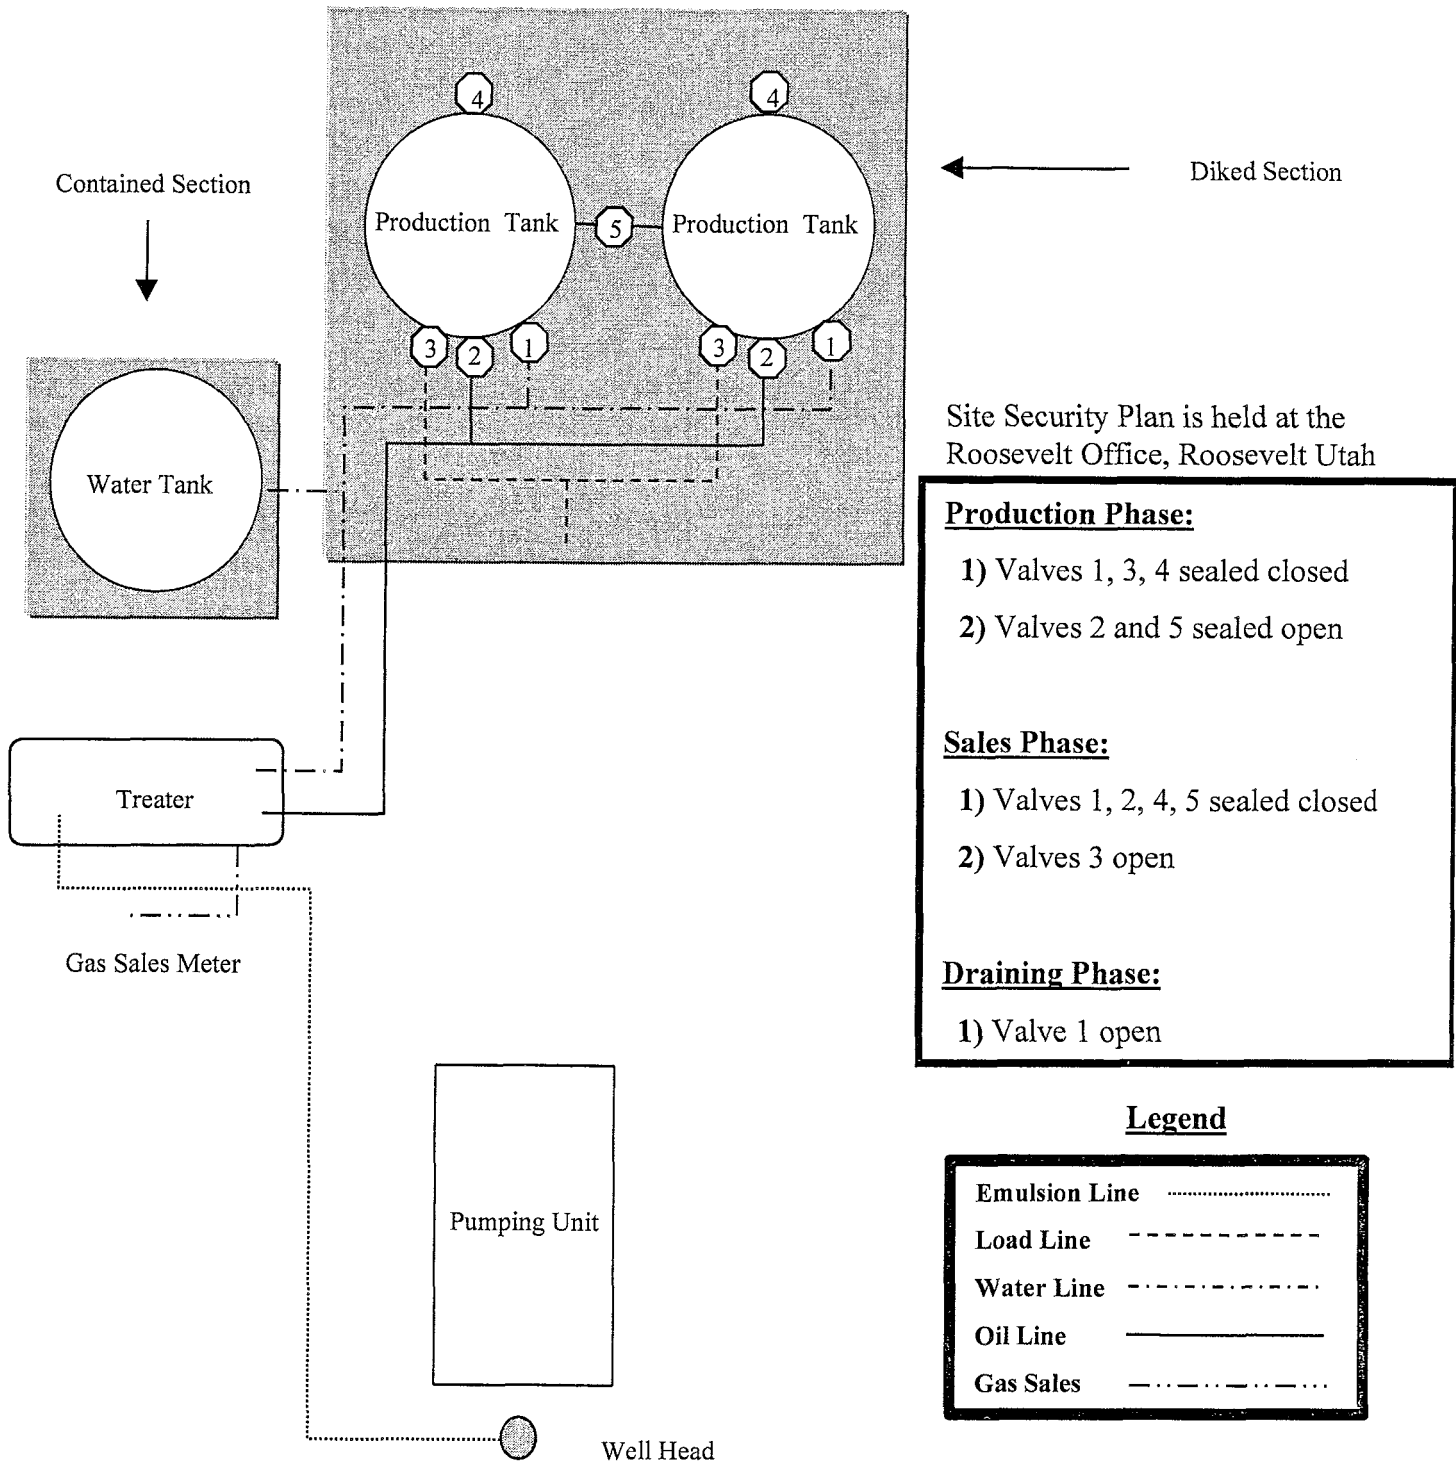 4
4
Contained Section
Diked Section
Production Tank
5
Production Tank
3
2
1
3
2
1
Water Tank
Site Security Plan is held at the
Roosevelt Office, Roosevelt Utah
Production Phase:
1) Valves 1, 3, 4 sealed closed
2) Valves 2 and 5 sealed open
Sales Phase:
1) Valves 1, 2, 4, 5 sealed closed
2) Valves 3 open
Draining Phase:
1) Valve 1 open
Treater
Gas Sales Meter
Pumping Unit
Well Head
Legend
Emulsion Line
Load Line
Water Line
Oil Line
Gas Sales